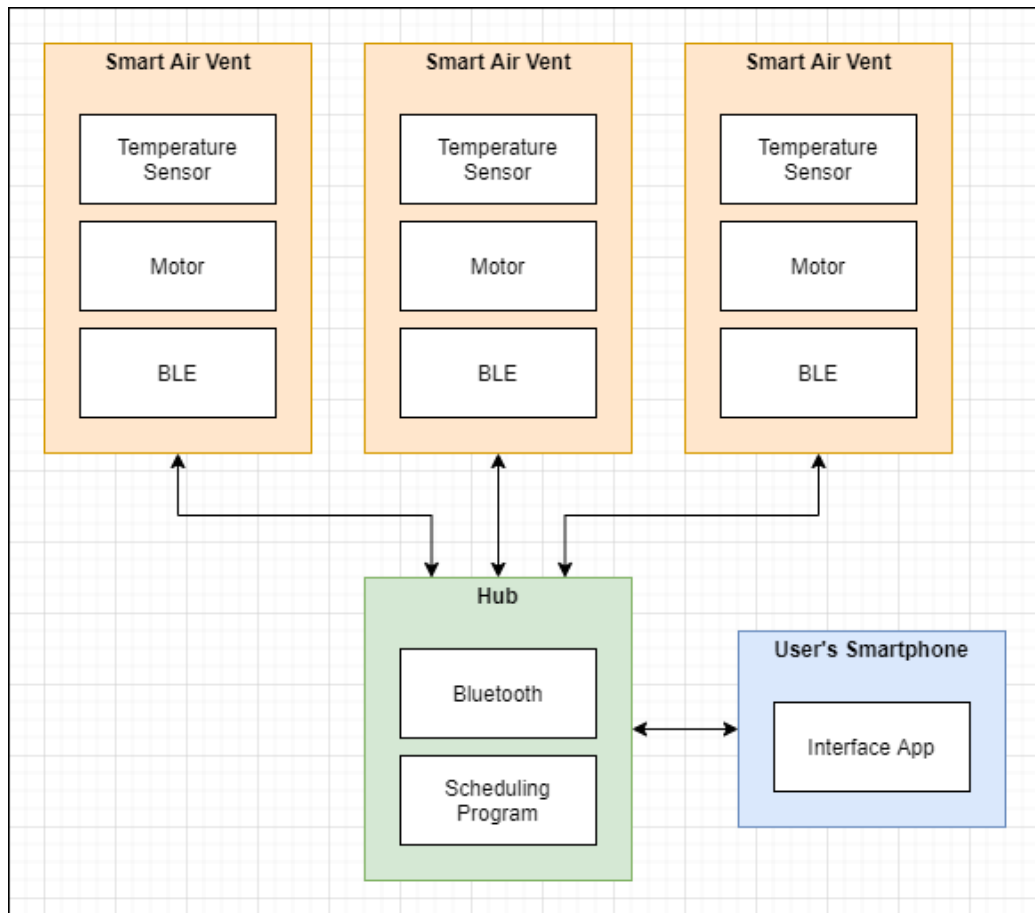 Smart Air Vent
Temperature
Sensor
Motor
BLE
Smart Air Vent
Temperature
Sensor
Motor
BLE
Smart Air Vent
Temperature
Sensor
Motor
BLE
Hub
Bluetooth
Scheduling
Program
User's Smartphone
Interface App